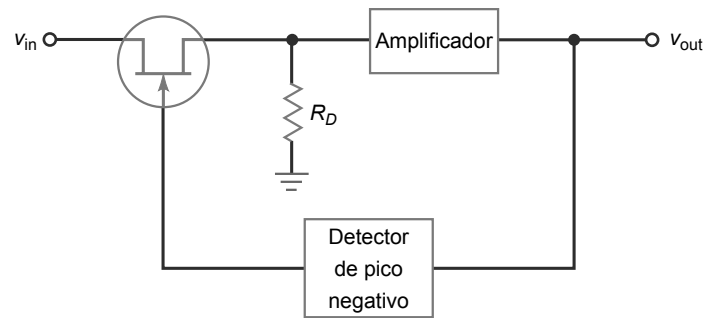 v_in
Amplificador
v_out
R_D
Detector
de pico
negativo